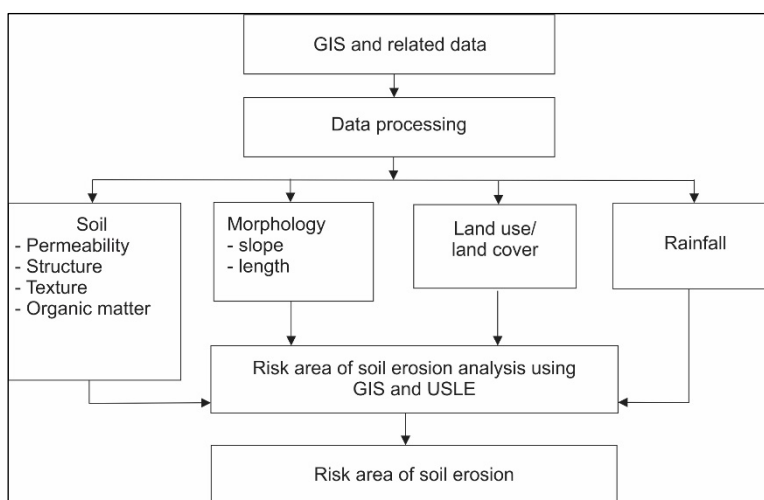 GIS and related data
Data processing
Soil
- Permeability
- Structure
- Texture
- Organic matter
Morphology
- slope
- length
Land use/
land cover
Rainfall
Risk area of soil erosion analysis using
GIS and USLE
Risk area of soil erosion